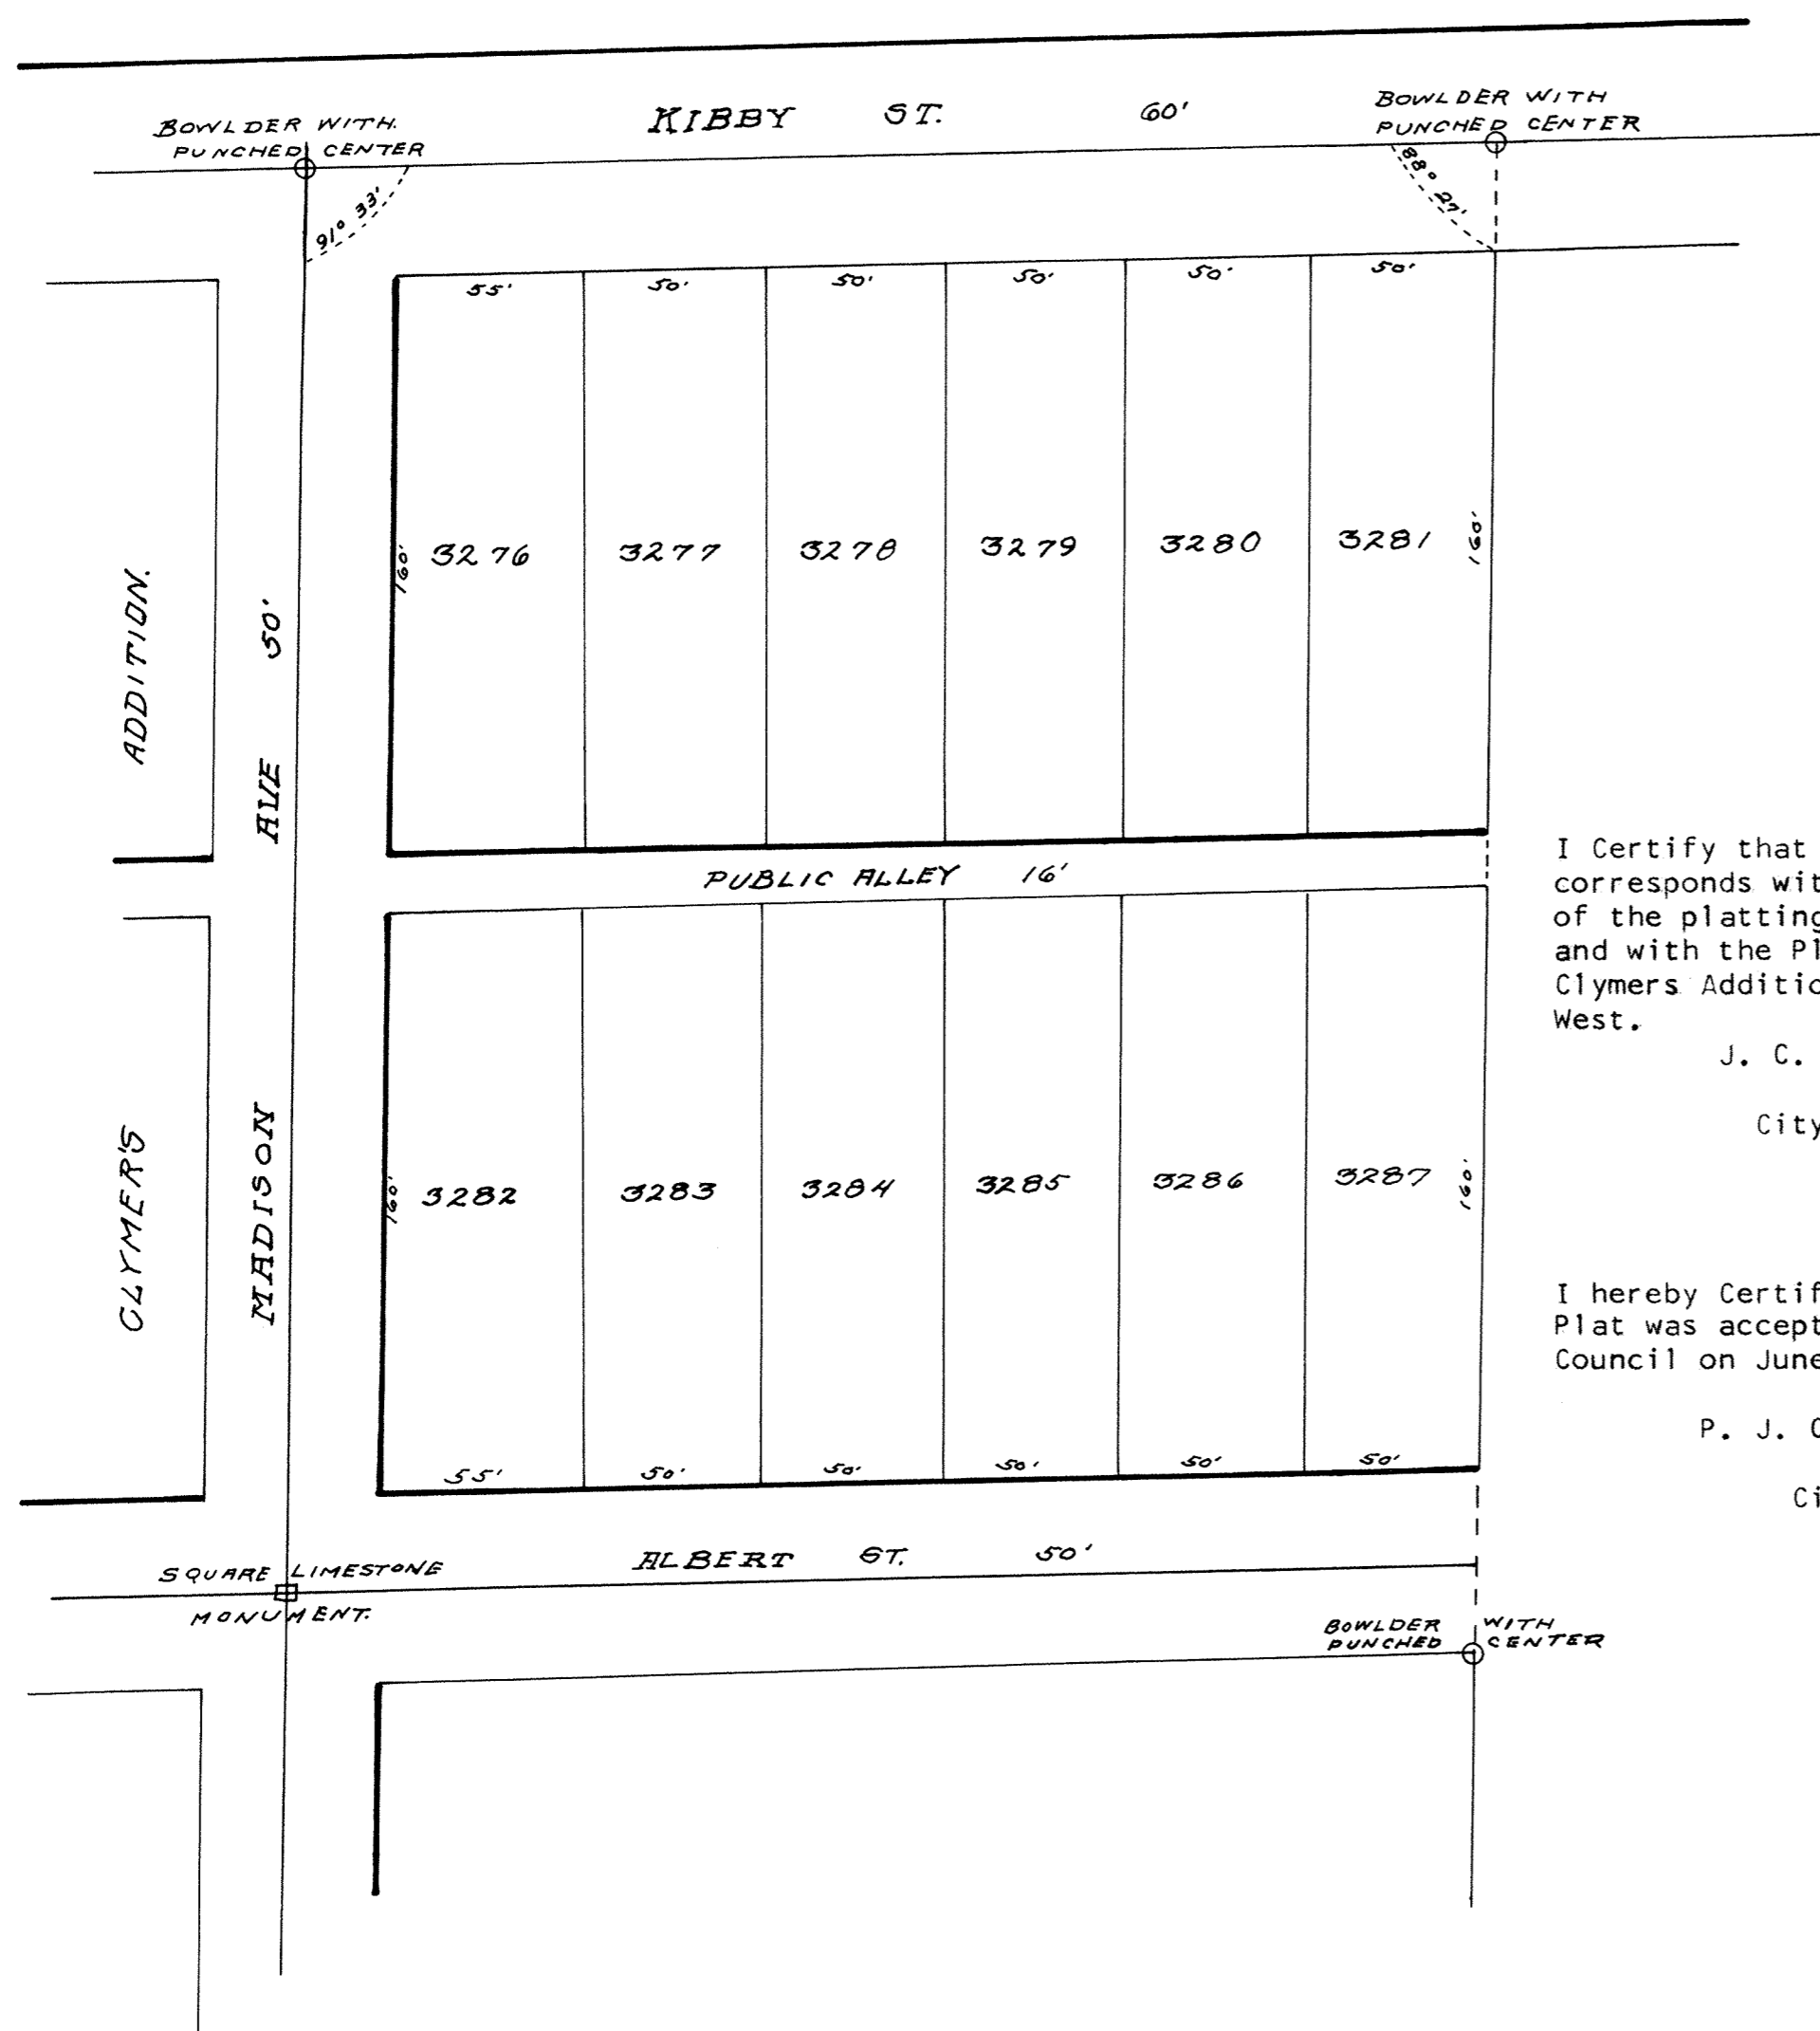 KIBBY ST. 60'
BOWLDER WITH.
PUNCHED CENTER
BOWLDER WITH
PUNCHED CENTER
91° 33'
88° 27'
55' 50' 50' 50' 50' 50'
160' 3276 3277 3278 3279 3280 3281 160'
ADDITION.
CLYMER'S
MADISON AVE 50'
PUBLIC ALLEY 16'
160' 3282 3283 3284 3285 3286 3287 160'
55' 50' 50' 50' 50' 50'
ALBERT ST. 50'
SQUARE LIMESTONE
MONUMENT.
BOWLDER WITH
PUNCHED CENTER
I Certify that
corresponds wit
of the platting
and with the Pl
Clymers Additio
West.
J. C.
City
I hereby Certif
Plat was accept
Council on June
P. J. C
Ci